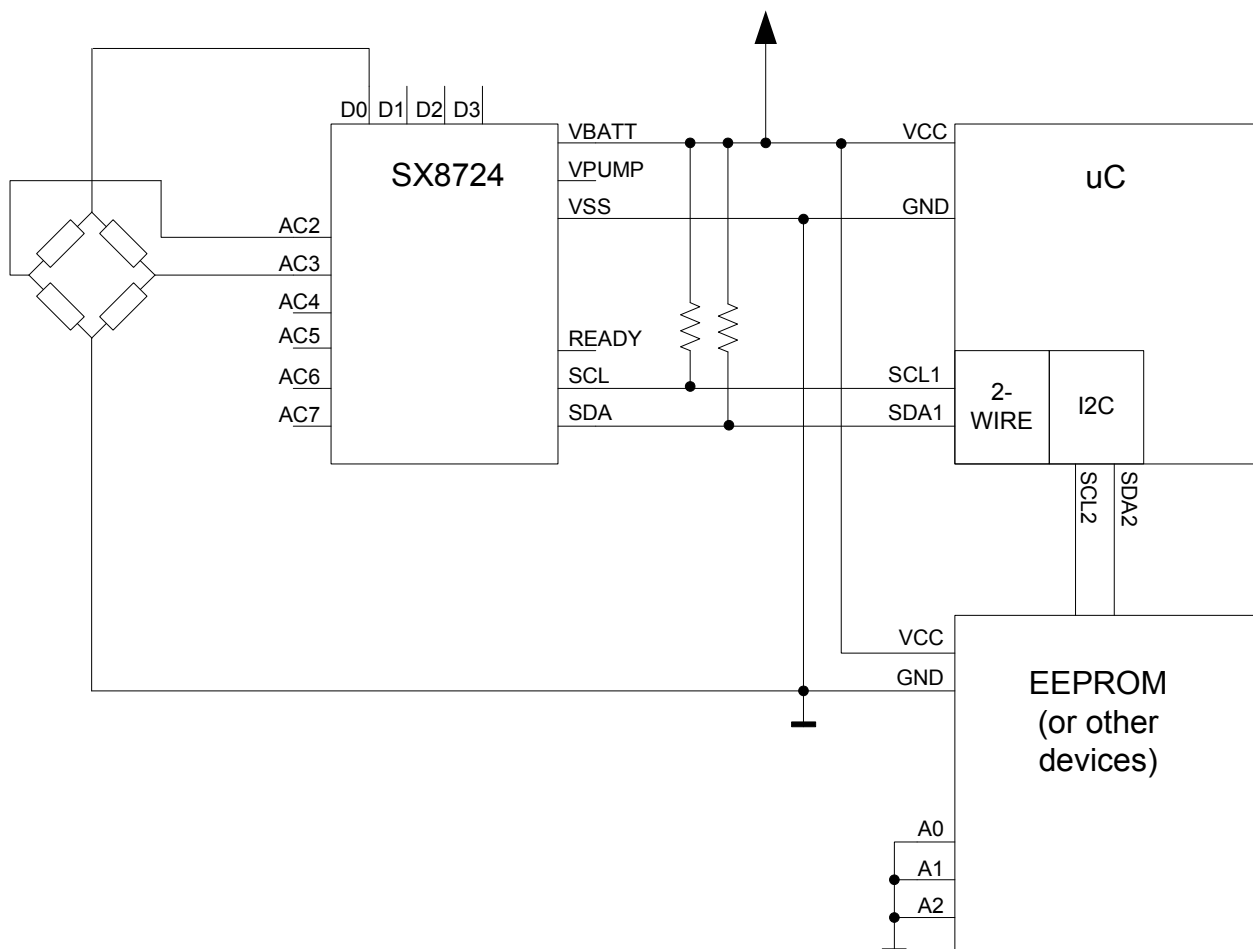 D0 D1 D2 D3
SX8724
VBATT
VPUMP
VSS
AC2
AC3
AC4
AC5
AC6
AC7
READY
SCL
SDA
VCC
uC
GND
SCL1
SDA1
2-
WIRE
I2C
SCL2
SDA2
VCC
GND
EEPROM
(or other
devices)
A0
A1
A2